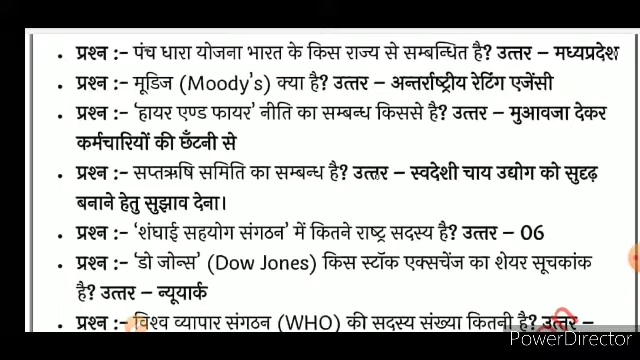 • प्रश्न :- पंच धारा योजना भारत के किस राज्य से सम्बन्धित है? उत्तर – मध्यप्रदेश
• प्रश्न :- मूडिज (Moody's) क्या है? उत्तर – अन्तर्राष्ट्रीय रेटिंग एजेंसी
• प्रश्न :- 'हायर एण्ड फायर' नीति का सम्बन्ध किससे है? उत्तर – मुआवजा देकर
कर्मचारियों की छँटनी से
• प्रश्न :- सप्तऋषि समिति का सम्बन्ध है? उत्तर – स्वदेशी चाय उद्योग को सुदृढ़
बनाने हेतु सुझाव देना।
• प्रश्न :- 'शंघाई सहयोग संगठन' में कितने राष्ट्र सदस्य है? उत्तर – 06
• प्रश्न :- 'डो जोन्स' (Dow Jones) किस स्टॉक एक्सचेंज का शेयर सूचकांक
है? उत्तर – न्यूयार्क
• प्रश्न :- विश्व व्यापार संगठन (WHO) की सदस्य संख्या कितनी है? उत्तर –
PowerDirector